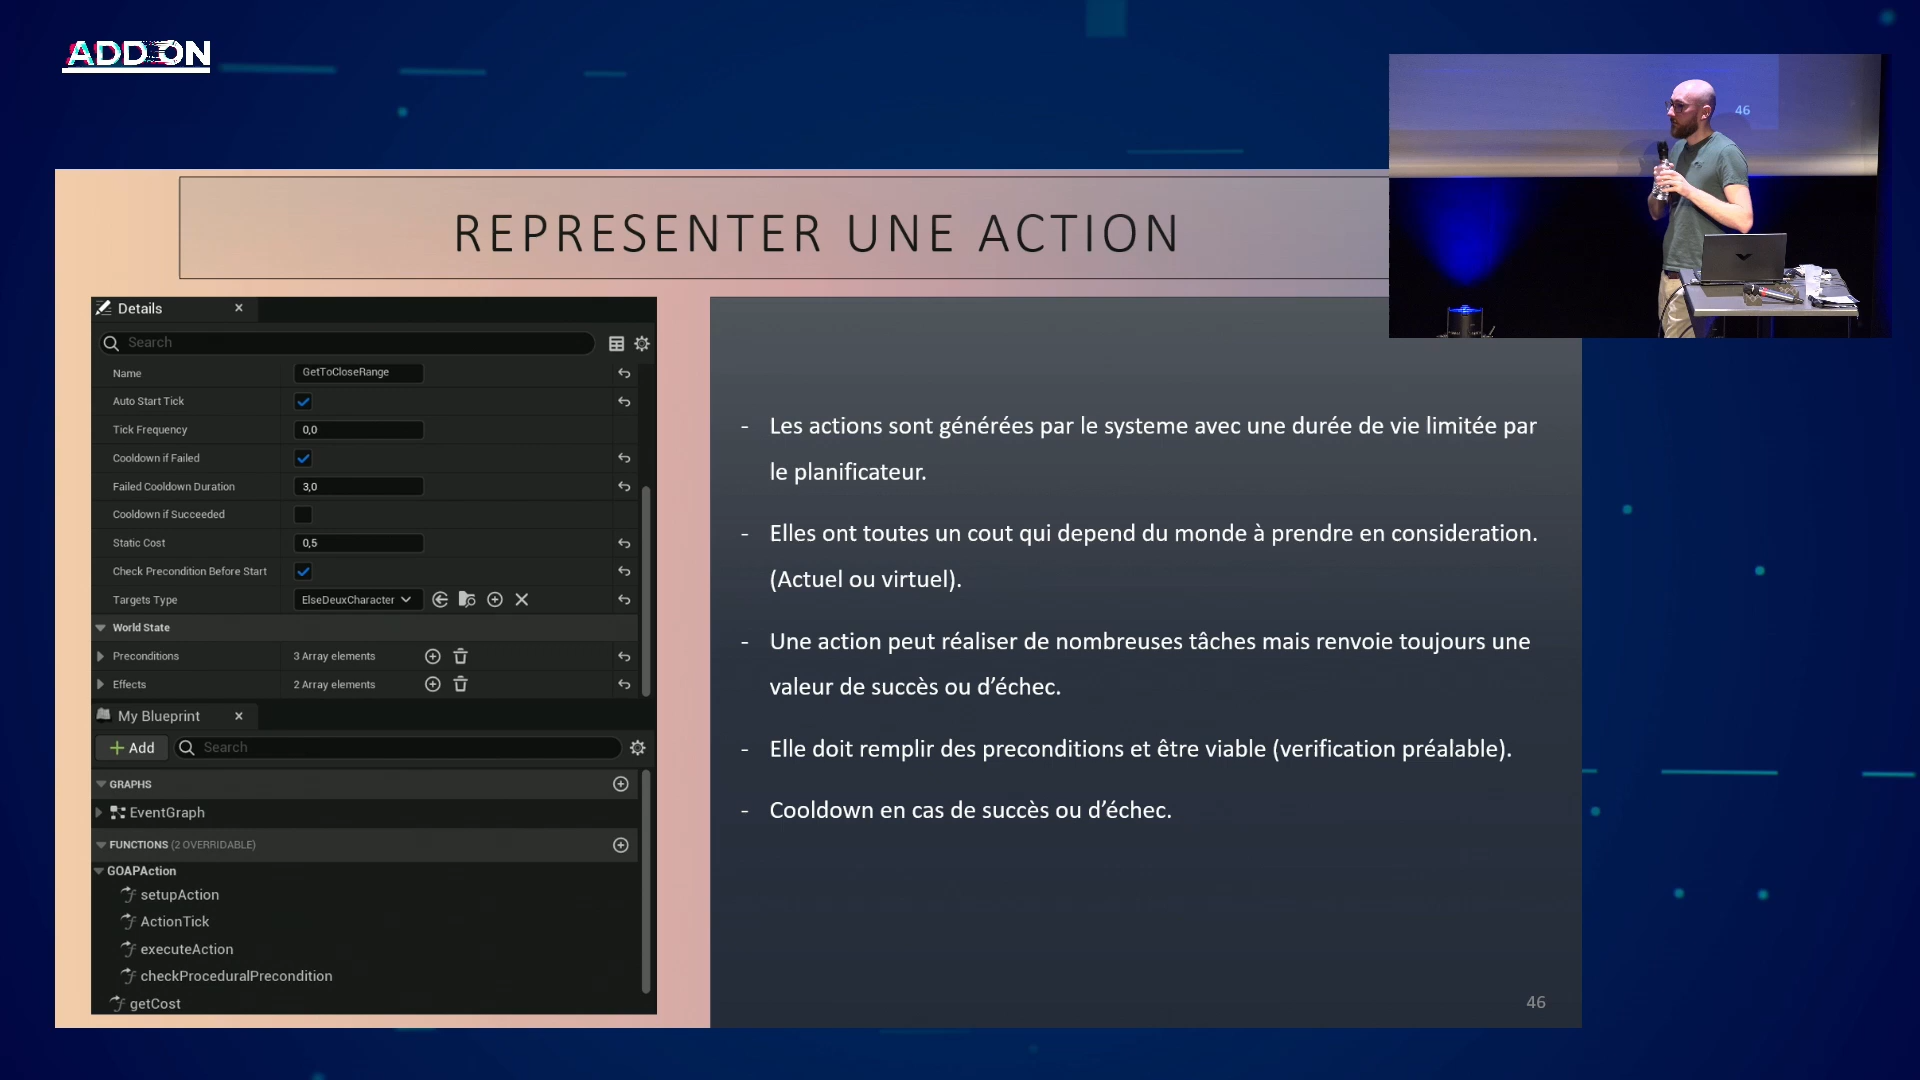 ADD ON
46
REPRESENTER UNE ACTION
Details
Search
Name GetToCloseRange
Auto Start Tick
Tick Frequency 0,0
Cooldown if Failed
Failed Cooldown Duration 3,0
Cooldown if Succeeded
Static Cost 0,5
Check Precondition Before Start
Targets Type ElseDeuxCharacter
World State
Preconditions 3 Array elements
Effects 2 Array elements
My Blueprint
Add Search
GRAPHS
EventGraph
FUNCTIONS (2 OVERRIDABLE)
GOAPAction
setupAction
ActionTick
executeAction
checkProceduralPrecondition
getCost
- Les actions sont générées par le systeme avec une durée de vie limitée par
le planificateur.
- Elles ont toutes un cout qui depend du monde à prendre en consideration.
(Actuel ou virtuel).
- Une action peut réaliser de nombreuses tâches mais renvoie toujours une
valeur de succès ou d’échec.
- Elle doit remplir des preconditions et être viable (verification préalable).
- Cooldown en cas de succès ou d’échec.
46